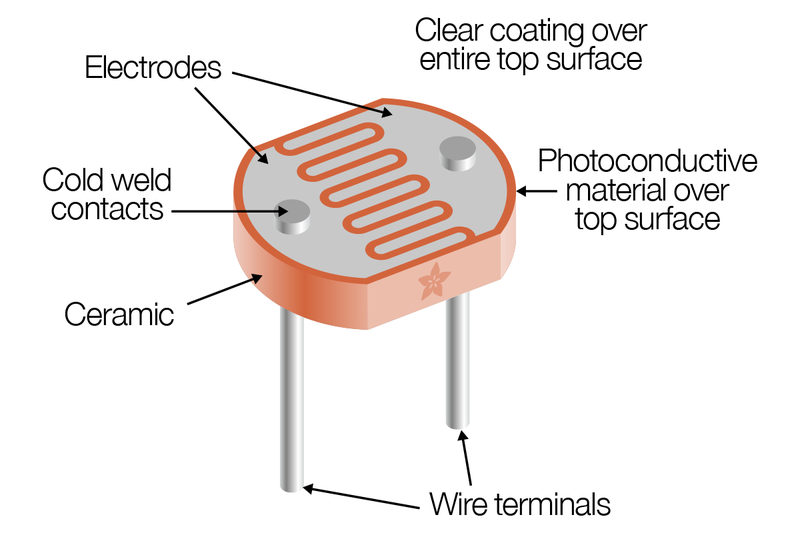 Clear coating over
entire top surface
Electrodes
Photoconductive
material over
top surface
Cold weld
contacts
Ceramic
Wire terminals